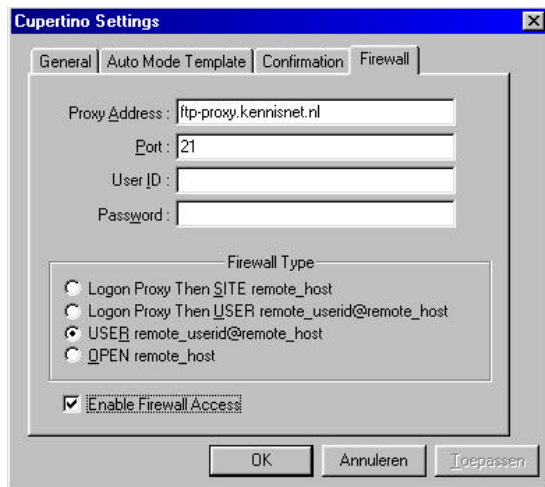 Cupertino Settings
General Auto Mode Template Confirmation Firewall
Proxy Address : ftp-proxy.kennisnet.nl
Port : 21
User ID :
Password :
Firewall Type
Logon Proxy Then SITE remote_host
Logon Proxy Then USER remote_userid@remote_host
USER remote_userid@remote_host
OPEN remote_host
Enable Firewall Access
OK Annuleren Toepassen